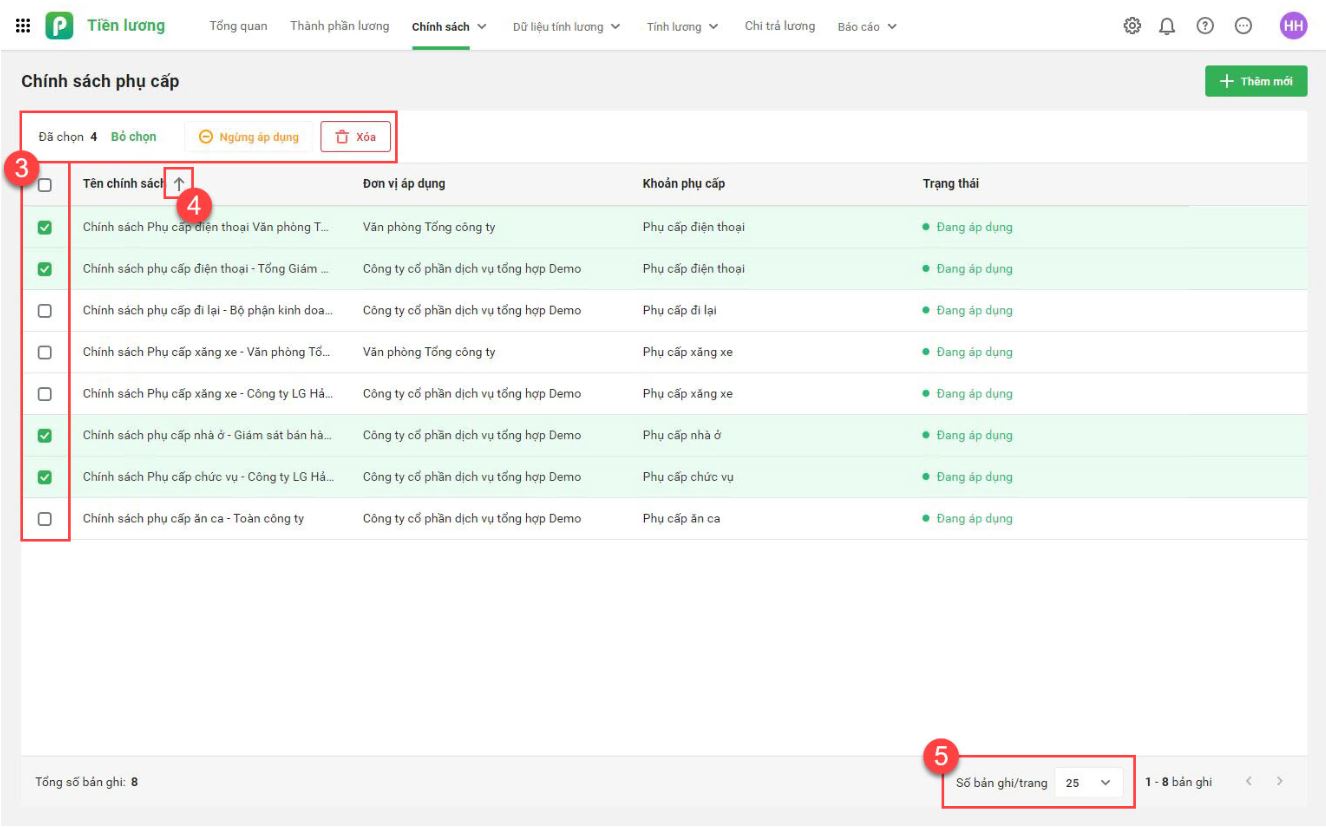 Tiền lương Tổng quan Thành phần lương Chính sách Dữ liệu tính lương Tính lương Chi trả lương Báo cáo HH
Chính sách phụ cấp Thêm mới
Đã chọn 4 Bỏ chọn Ngừng áp dụng Xóa
3
Tên chính sách Đơn vị áp dụng Khoản phụ cấp Trạng thái
4
Chính sách Phụ cấp điện thoại Văn phòng T... Văn phòng Tổng công ty Phụ cấp điện thoại Đang áp dụng
Chính sách phụ cấp điện thoại - Tổng Giám ... Công ty cổ phần dịch vụ tổng hợp Demo Phụ cấp điện thoại Đang áp dụng
Chính sách phụ cấp đi lại - Bộ phận kinh doa... Công ty cổ phần dịch vụ tổng hợp Demo Phụ cấp đi lại Đang áp dụng
Chính sách Phụ cấp xăng xe - Văn phòng Tổ... Văn phòng Tổng công ty Phụ cấp xăng xe Đang áp dụng
Chính sách Phụ cấp xăng xe - Công ty LG Hả... Công ty cổ phần dịch vụ tổng hợp Demo Phụ cấp xăng xe Đang áp dụng
Chính sách phụ cấp nhà ở - Giám sát bán hà... Công ty cổ phần dịch vụ tổng hợp Demo Phụ cấp nhà ở Đang áp dụng
Chính sách Phụ cấp chức vụ - Công ty LG Hả... Công ty cổ phần dịch vụ tổng hợp Demo Phụ cấp chức vụ Đang áp dụng
Chính sách phụ cấp ăn ca - Toàn công ty Công ty cổ phần dịch vụ tổng hợp Demo Phụ cấp ăn ca Đang áp dụng
5
Tổng số bản ghi: 8 Số bản ghi/trang 25 1 - 8 bản ghi